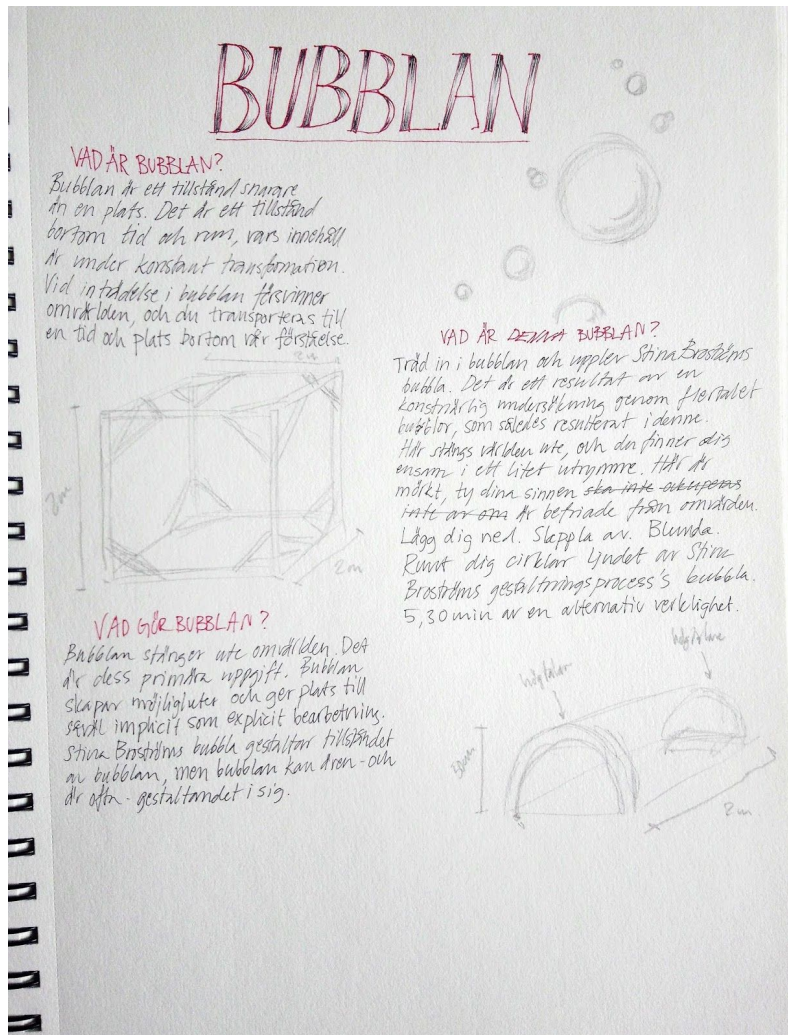 BUBBLAN
VAD ÄR BUBBLAN?
Bubblan är ett tillstånd snarare
än en plats. Det är ett tillstånd
bortom tid och rum, vars innehåll
är under konstant transformation.
Vid inträdelse i bubblan försvinner
omvärlden, och du transporteras till
en tid och plats bortom vår förståelse.
2m
2m
2m
VAD GÖR BUBBLAN?
Bubblan stänger ute omvärlden. Det
är dess primära uppgift. Bubblan
skapar möjligheter och ger plats till
såväl implicit som explicit bearbetning.
Stina Broströms bubbla gestaltar tillståndet
av bubblan, men bubblan kan även - och
är ofta - gestaltandet i sig.
VAD ÄR DENNA BUBBLAN?
Träd in i bubblan och upplev Stina Broströms
bubbla. Det är ett resultat av en
konstnärlig undersökning genom flertalet
bubblor, som således resulterat i denna.
Här stängs världen ute, och du finner dig
ensam i ett litet utrymme. Här är
mörkt, ty dina sinnen ska inte ockuperas
inte av om är befriade från omvärlden.
Lägg dig ned. Slappla av. Blunda.
Runt dig cirklar ljudet av Stina
Broströms gestaltningsprocess's bubbla.
5,30 min av en alternativ verklighet.
högtalare
högtalar
2m